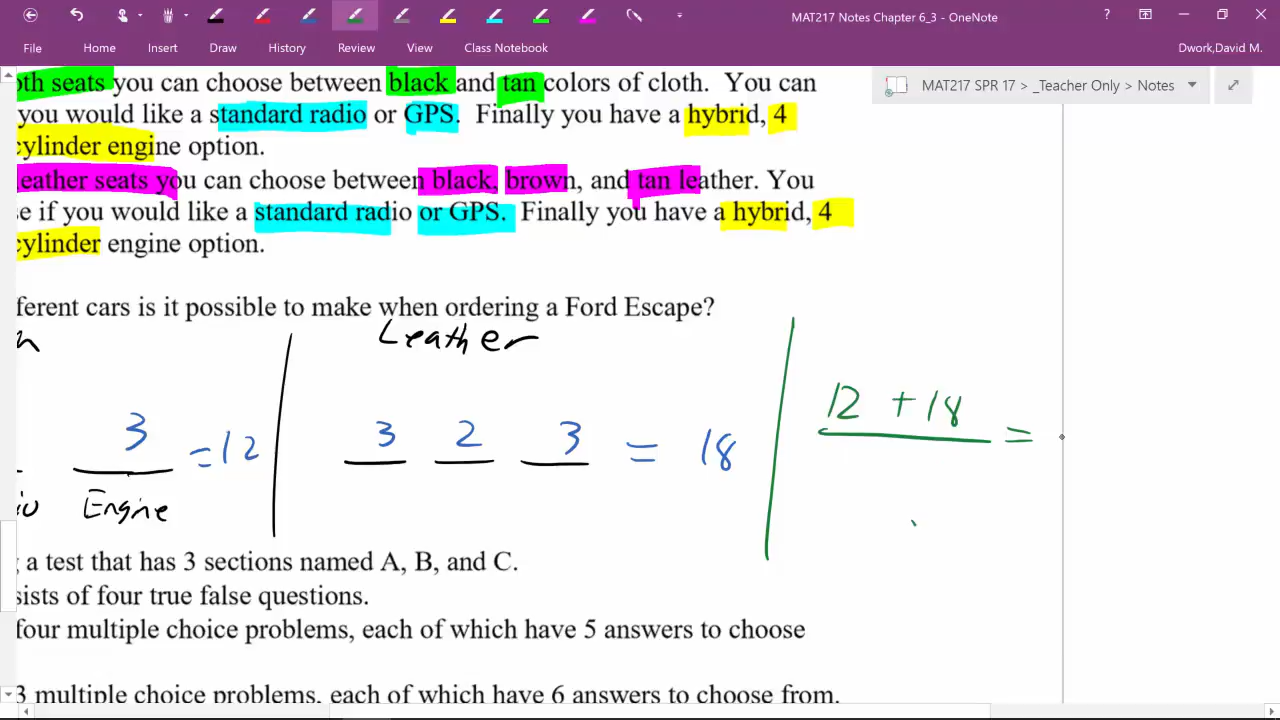 MAT217 Notes Chapter 6_3 - OneNote
File Home Insert Draw History Review View Class Notebook Dwork,David M.
MAT217 SPR 17 > _Teacher Only > Notes
oth seats you can choose between black and tan colors of cloth. You can
you would like a standard radio or GPS. Finally you have a hybrid, 4
cylinder engine option.
eather seats you can choose between black, brown, and tan leather. You
e if you would like a standard radio or GPS. Finally you have a hybrid, 4
cylinder engine option.
ferent cars is it possible to make when ordering a Ford Escape?
h Leather
3 =12 3 2 3 = 18 12 + 18 =
io Engine
g a test that has 3 sections named A, B, and C.
sists of four true false questions.
four multiple choice problems, each of which have 5 answers to choose
3 multiple choice problems, each of which have 6 answers to choose from.